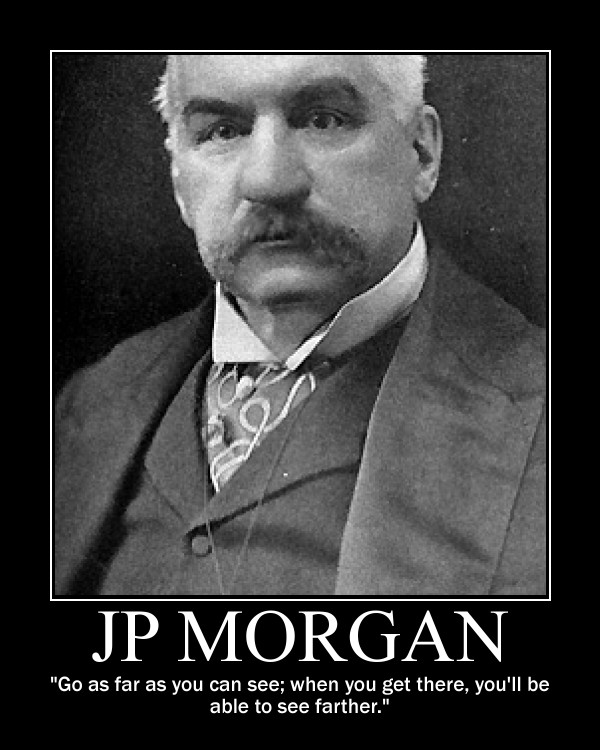 JP MORGAN
"Go as far as you can see; when you get there, you'll be
able to see farther."